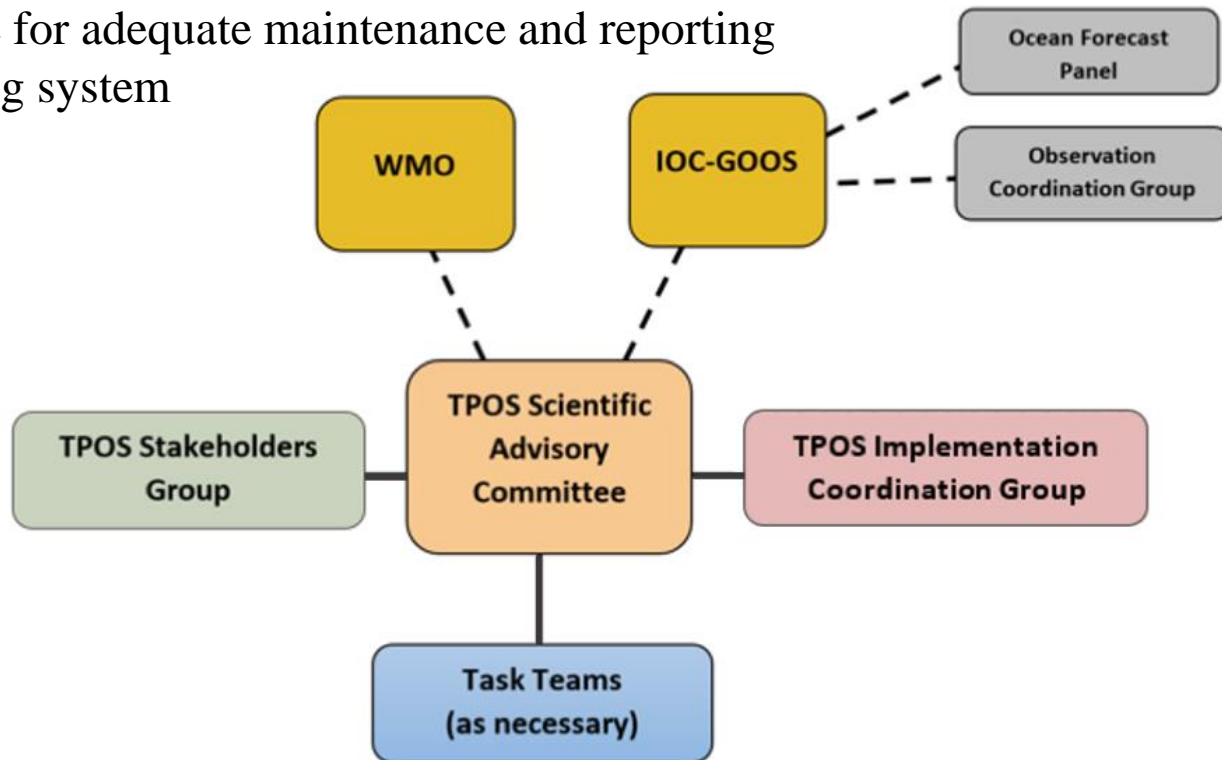 for adequate maintenance and reporting
g system
Ocean Forecast
Panel
WMO
IOC-GOOS
Observation
Coordination Group
TPOS Scientific
Advisory
Committee
TPOS Stakeholders
Group
TPOS Implementation
Coordination Group
Task Teams
(as necessary)